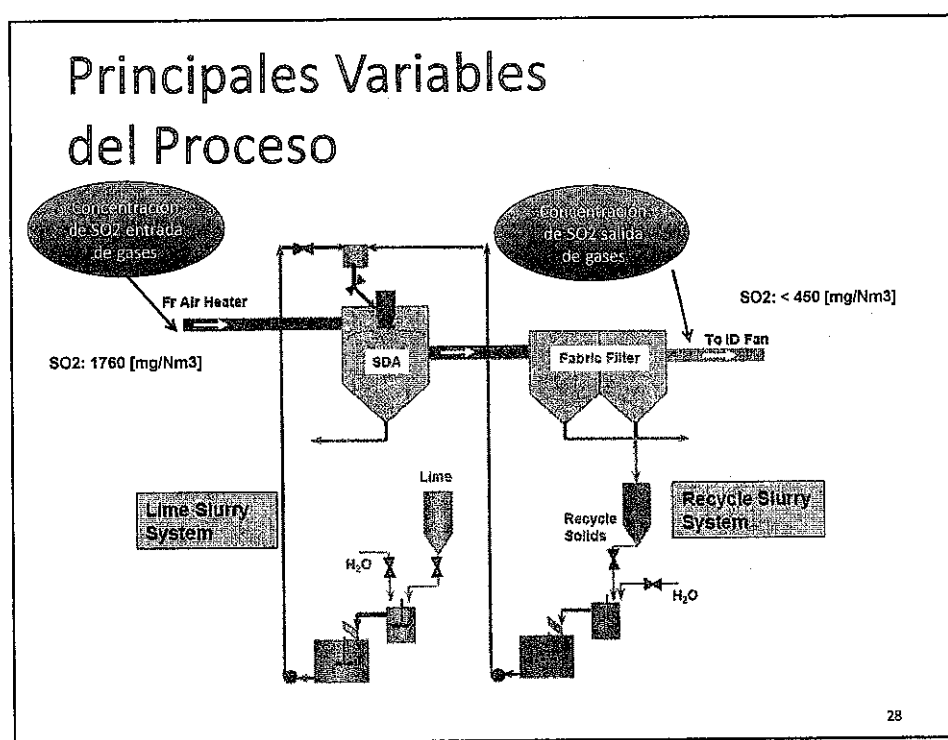 Principales Variables
del Proceso
Concentración
de SO2 entrada
de gases
Concentración
de SO2 salida
de gases
Fr Air Heater
SO2: 1760 [mg/Nm3]
SO2: < 450 [mg/Nm3]
To ID Fan
SDA
Fabric Filter
Lime Slurry
System
Lime
H₂O
Recycle
Solids
Recycle Slurry
System
H₂O
28